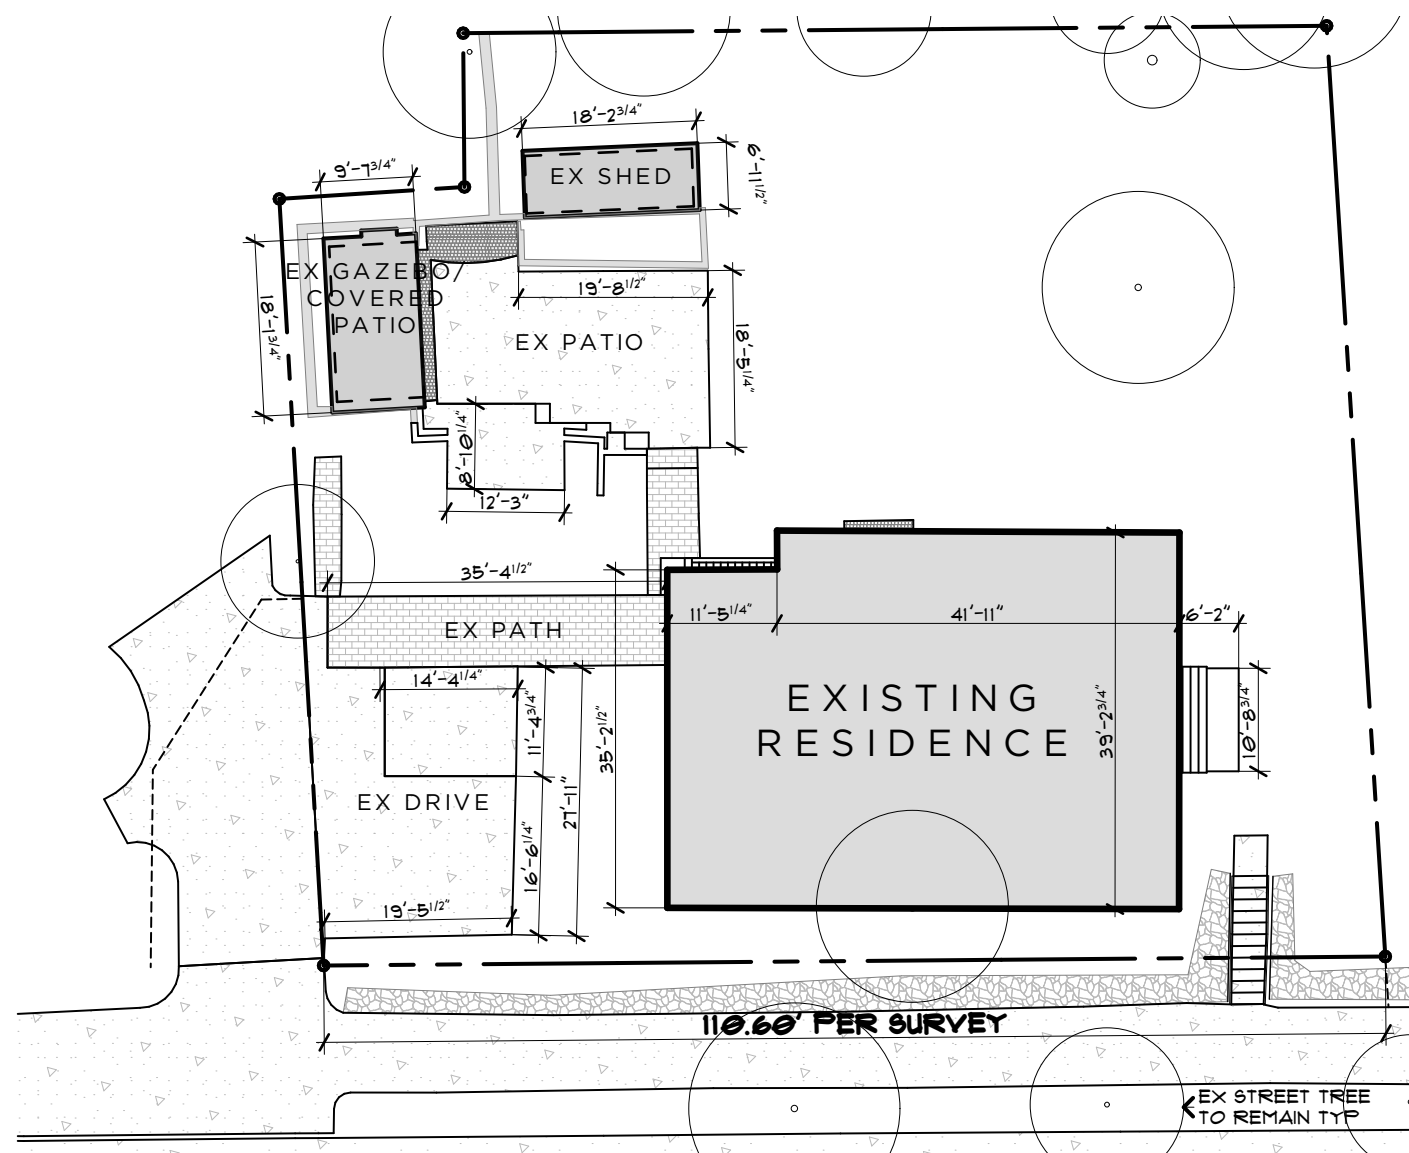 18'-2 3/4"
9'-7 3/4"
6'-11 1/2"
EX SHED
EX GAZEBO/
COVERED
PATIO
18'-1 3/4"
19'-8 1/2"
EX PATIO
18'-5 1/4"
8'-10 1/4"
12'-3"
35'-4 1/2"
EX PATH
11'-5 1/4"
41'-11"
6'-2"
14'-4 1/4"
11'-4 3/4"
35'-2 1/2"
EXISTING
RESIDENCE
39'-2 3/4"
10'-8 3/4"
EX DRIVE
27'-11"
16'-6 1/4"
19'-5 1/2"
110.60' PER SURVEY
EX STREET TREE
TO REMAIN TYP